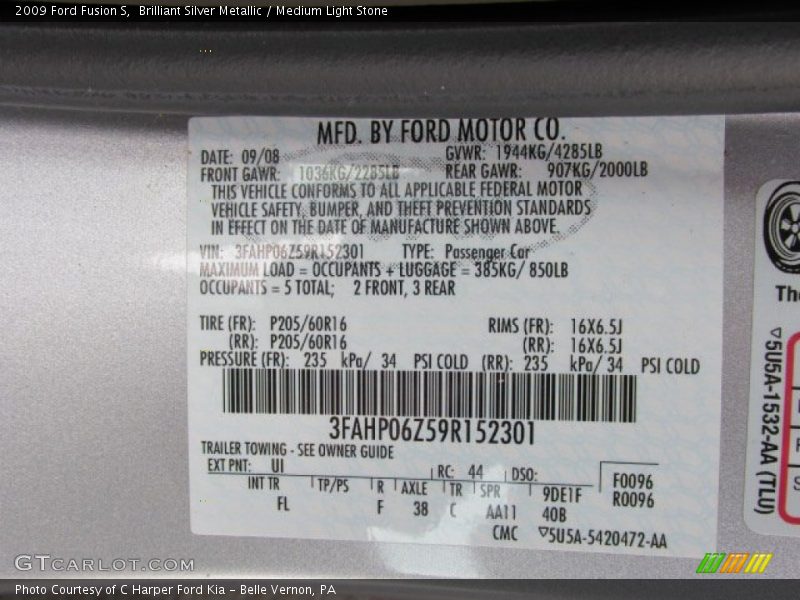 2009 Ford Fusion S,  Brilliant Silver Metallic / Medium Light Stone
MFD. BY FORD MOTOR CO.
DATE: 09/08 GVWR: 1944KG/4285LB
FRONT GAWR: 1036KG/2285LB REAR GAWR: 907KG/2000LB
THIS VEHICLE CONFORMS TO ALL APPLICABLE FEDERAL MOTOR
VEHICLE SAFETY, BUMPER, AND THEFT PREVENTION STANDARDS
IN EFFECT ON THE DATE OF MANUFACTURE SHOWN ABOVE.
VIN: 3FAHP06Z59R152301 TYPE: Passenger Car
MAXIMUM LOAD = OCCUPANTS + LUGGAGE = 385KG/ 850LB
OCCUPANTS = 5 TOTAL; 2 FRONT, 3 REAR
TIRE (FR): P205/60R16 RIMS (FR): 16X6.5J
(RR): P205/60R16 (RR): 16X6.5J
PRESSURE (FR): 235 kPa/ 34 PSI COLD (RR): 235 kPa/ 34 PSI COLD
3FAHP06Z59R152301
TRAILER TOWING - SEE OWNER GUIDE
EXT PNT: UI RC: 44 DSO: F0096
INT TR TP/PS R AXLE TR SPR 9DE1F R0096
FL F 38 C AA11 40B
CMC ▽5U5A-5420472-AA
The
▽5U5A-1532-AA (TLU)
GTCARLOT.COM
Photo Courtesy of C Harper Ford Kia – Belle Vernon, PA